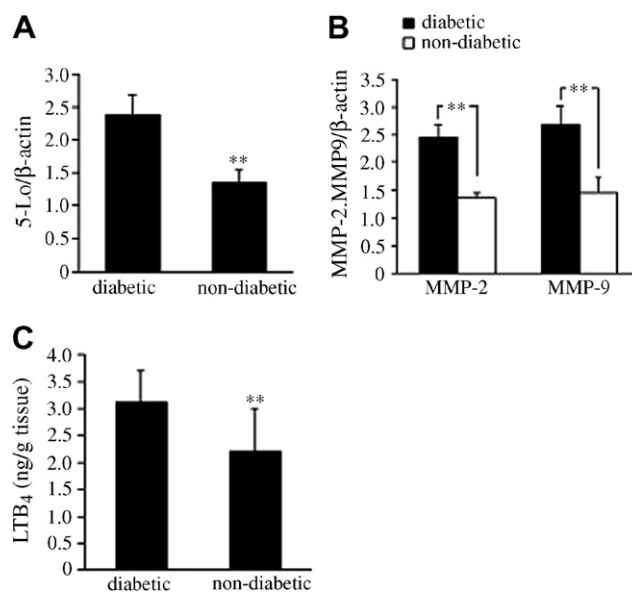 A
5-Lo/β-actin
3.0
2.5
2.0
1.5
1.0
0.5
0
**
diabetic non-diabetic
B
diabetic
non-diabetic
MMP-2.MMP9/β-actin
3.5
3.0
2.5
2.0
1.5
1.0
0.5
0
** **
MMP-2 MMP-9
C
LTB4 (ng/g tissue)
4.0
3.5
3.0
2.5
2.0
1.5
1.0
0.5
0
**
diabetic non-diabetic